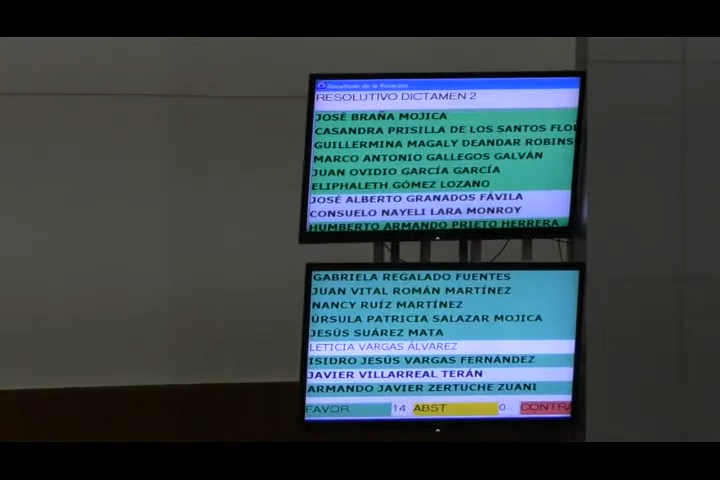 Resultado de la Votación
RESOLUTIVO DICTAMEN 2
JOSÉ BRAÑA MOJICA
CASANDRA PRISILLA DE LOS SANTOS FLO
GUILLERMINA MAGALY DEANDAR ROBINS
MARCO ANTONIO GALLEGOS GALVÁN
JUAN OVIDIO GARCÍA GARCÍA
ELIPHALETH GÓMEZ LOZANO
JOSÉ ALBERTO GRANADOS FÁVILA
CONSUELO NAYELI LARA MONROY
HUMBERTO ARMANDO PRIETO HERRERA
GABRIELA REGALADO FUENTES
JUAN VITAL ROMÁN MARTÍNEZ
NANCY RUÍZ MARTÍNEZ
ÚRSULA PATRICIA SALAZAR MOJICA
JESÚS SUÁREZ MATA
LETICIA VARGAS ÁLVAREZ
ISIDRO JESÚS VARGAS FERNÁNDEZ
JAVIER VILLARREAL TERÁN
ARMANDO JAVIER ZERTUCHE ZUANI
FAVOR 14 ABST 0 CONTRA